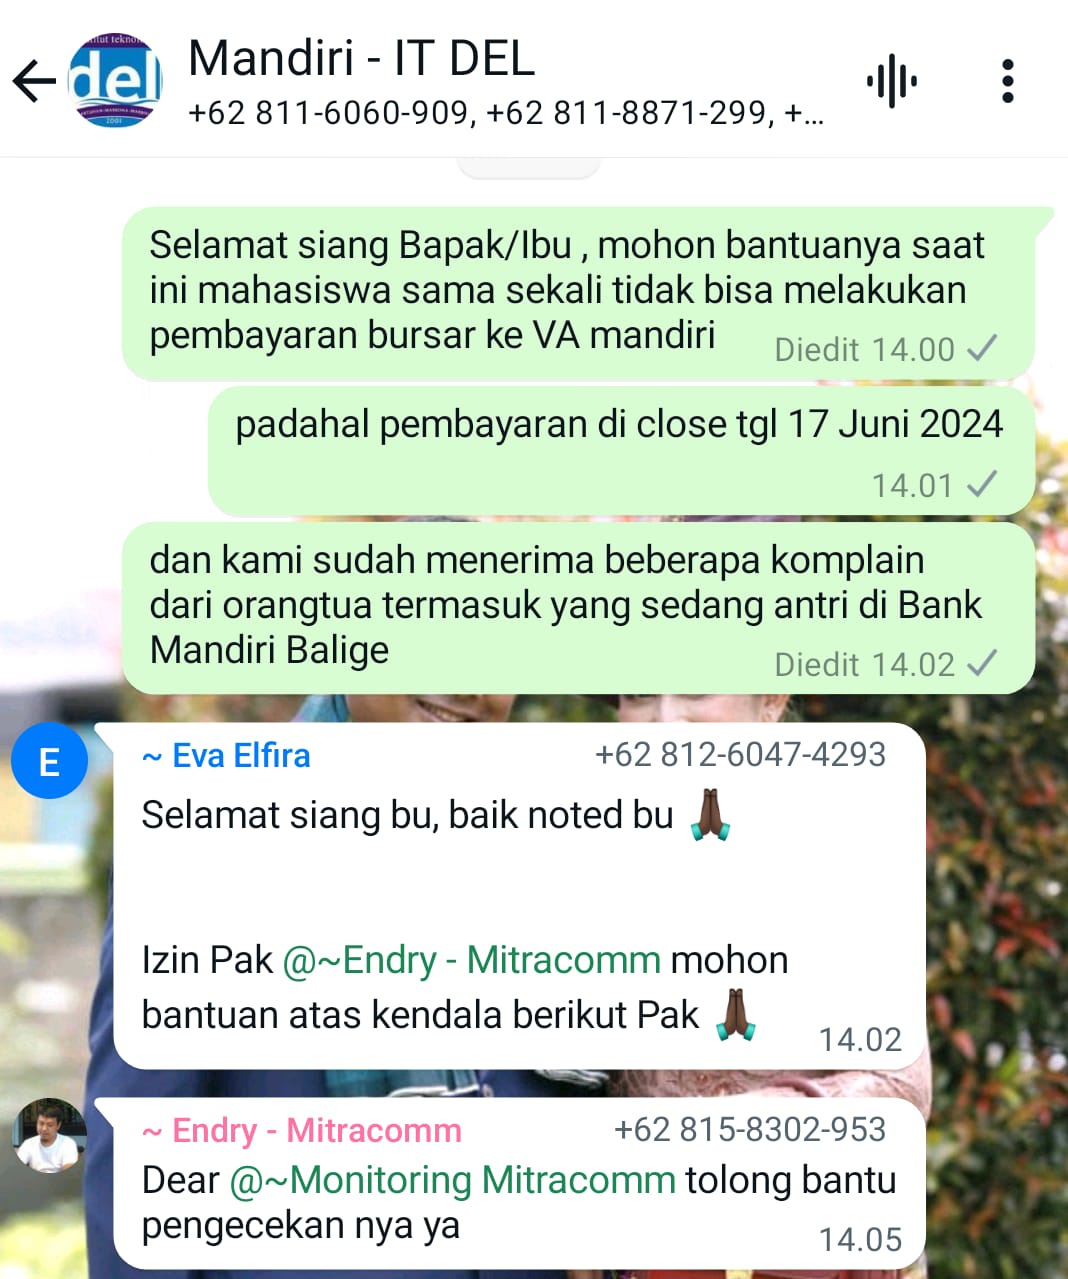 Mandiri - IT DEL
+62 811-6060-909, +62 811-8871-299, +...
del
2001
Selamat siang Bapak/Ibu , mohon bantuanya saat
ini mahasiswa sama sekali tidak bisa melakukan
pembayaran bursar ke VA mandiri
Diedit 14.00
padahal pembayaran di close tgl 17 Juni 2024
14.01
dan kami sudah menerima beberapa komplain
dari orangtua termasuk yang sedang antri di Bank
Mandiri Balige
Diedit 14.02
E
~ Eva Elfira +62 812-6047-4293
Selamat siang bu, baik noted bu 🙏🏿
Izin Pak @~Endry - Mitracomm mohon
bantuan atas kendala berikut Pak 🙏🏿
14.02
~ Endry - Mitracomm +62 815-8302-953
Dear @~Monitoring Mitracomm tolong bantu
pengecekan nya ya
14.05